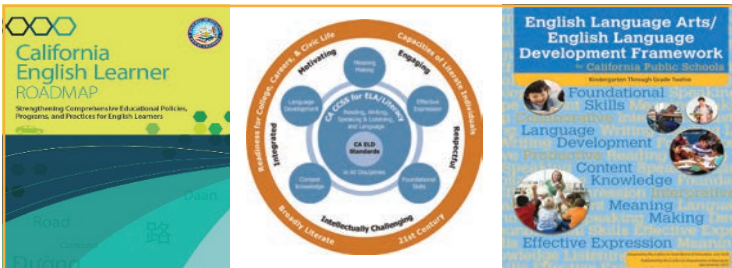 California
English Learner
ROADMAP
Strengthening Comprehensive Educational Policies,
Programs, and Practices for English Learners
Daan
Road
Camino
路
Đường
Readiness for College, Careers, & Civic Life
Capacities of Literate Individuals
Broadly Literate
21st Century
Motivating
Engaging
Integrated
Respectful
Intellectually Challenging
Meaning
Making
Language
Development
Effective
Expression
Content
Knowledge
Foundational
Skills
CA CCSS for ELA/Literacy
Reading, Writing,
Speaking & Listening,
and Language
CA ELD
Standards
in All Disciplines
English Language Arts/
English Language
Development Framework
for California Public Schools
Kindergarten Through Grade Twelve
Foundational
Skills
Language
Development
Content
Knowledge
Meaning
Making
Effective Expression